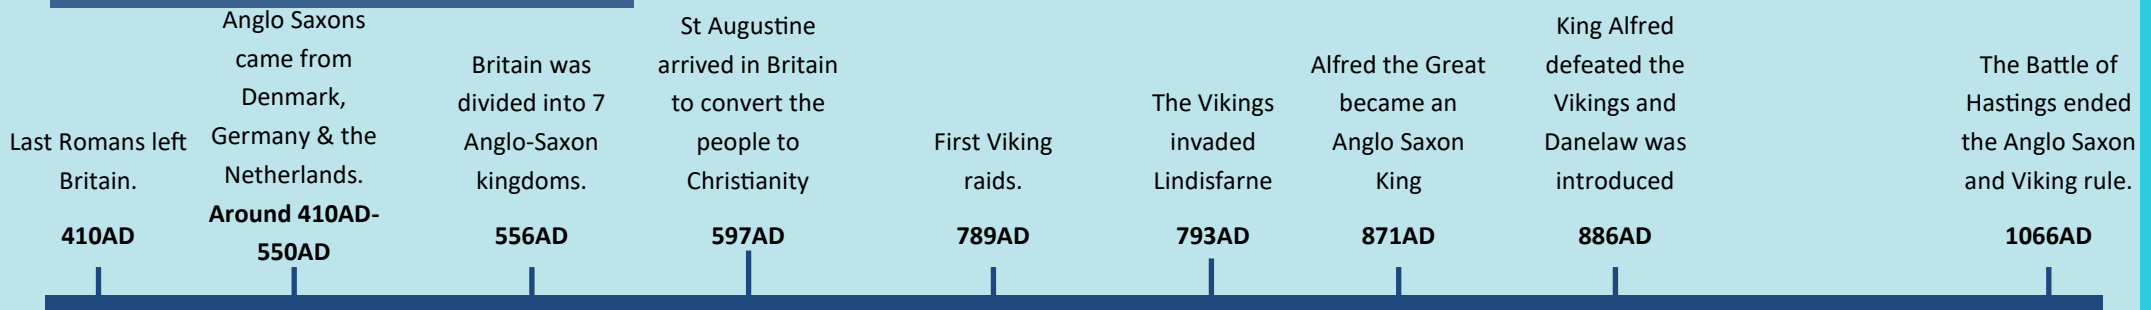 Last Romans left
Britain.
410AD
Anglo Saxons
came from
Denmark,
Germany & the
Netherlands.
Around 410AD-
550AD
Britain was
divided into 7
Anglo-Saxon
kingdoms.
556AD
St Augustine
arrived in Britain
to convert the
people to
Christianity
597AD
First Viking
raids.
789AD
The Vikings
invaded
Lindisfarne
793AD
Alfred the Great
became an
Anglo Saxon
King
871AD
King Alfred
defeated the
Vikings and
Danelaw was
introduced
886AD
The Battle of
Hastings ended
the Anglo Saxon
and Viking rule.
1066AD